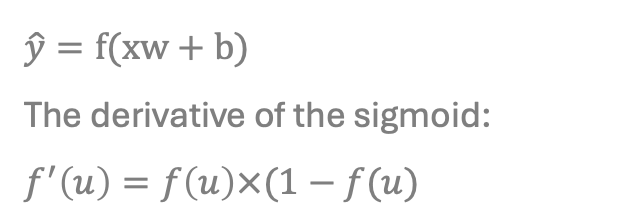 ŷ = f(xw + b)
The derivative of the sigmoid:
f'(u) = f(u)×(1 − f(u)